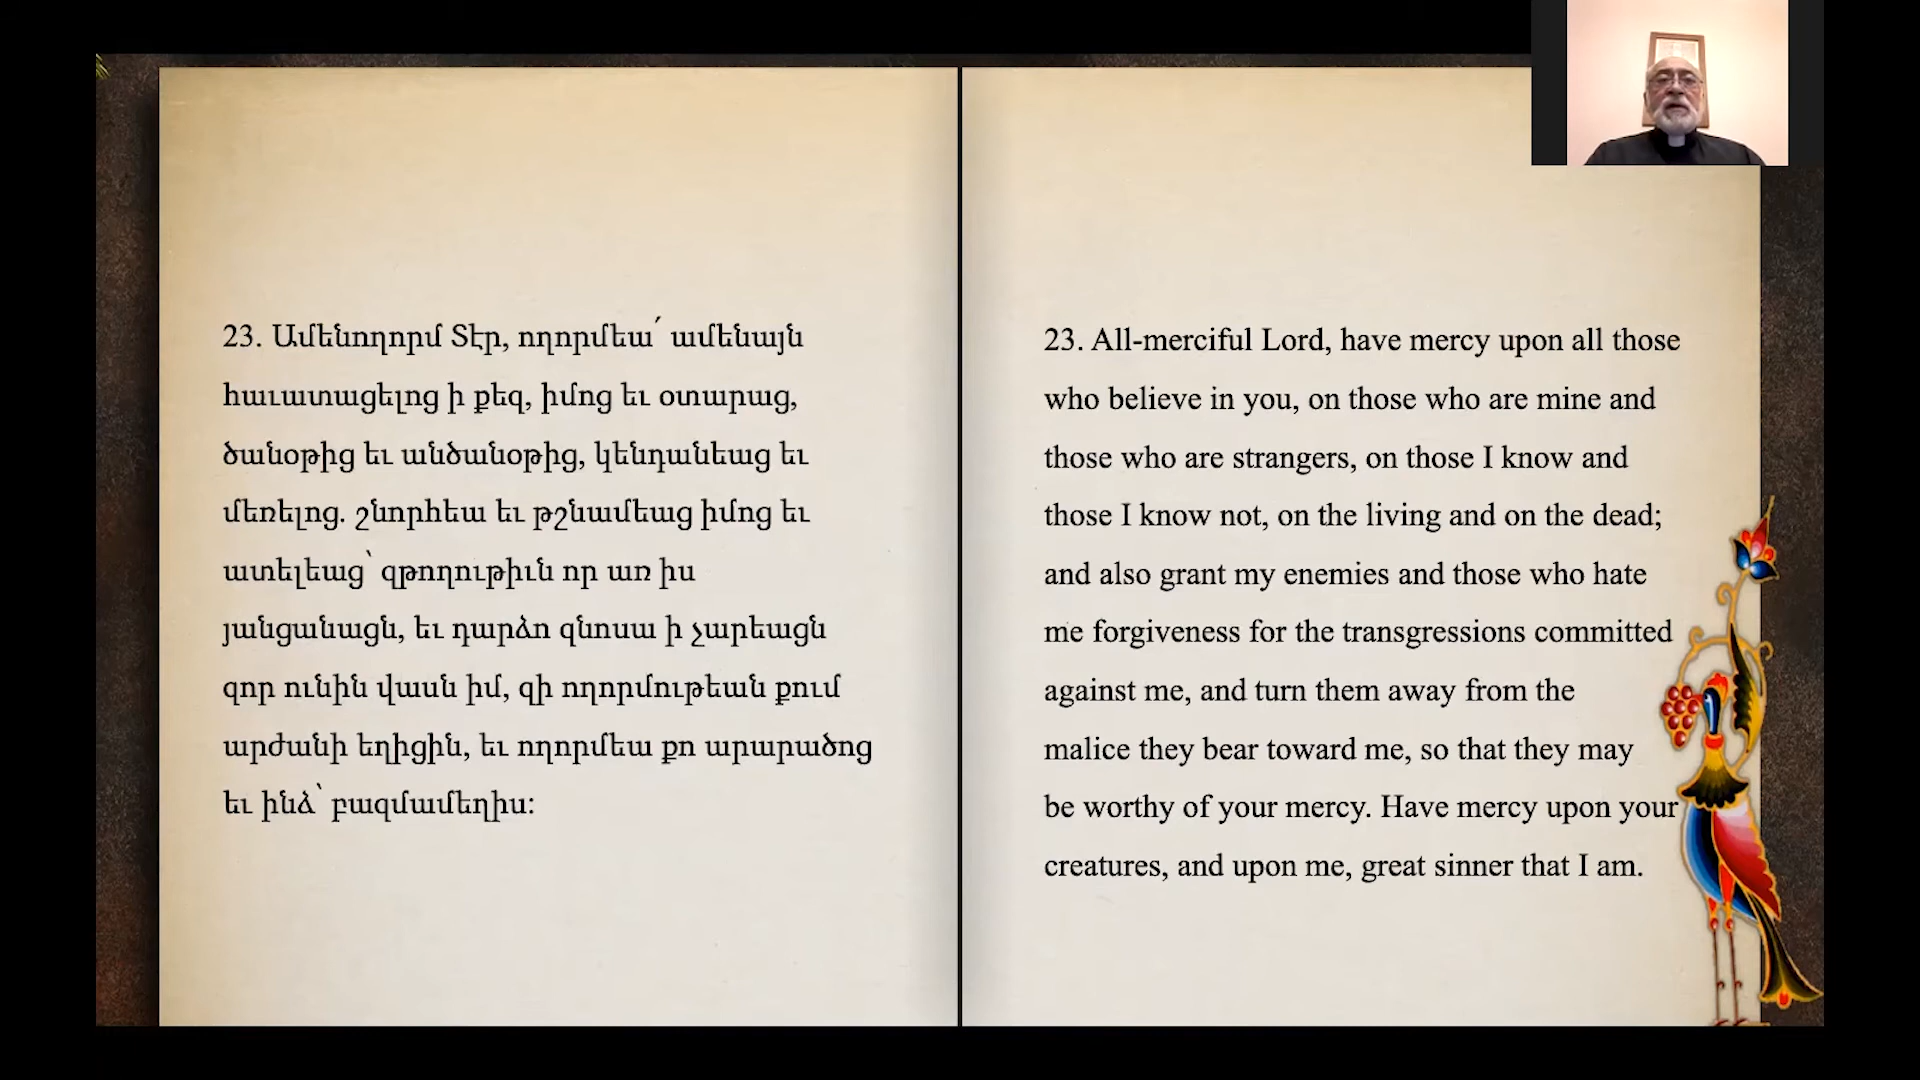 23. Ամենողորմ Տէր, ողորմեա՛ ամենայն
հաւատացելոց ի քեզ, իմոց եւ օտարաց,
ծանօթից եւ անծանօթից, կենդանեաց եւ
մեռելոց. շնորհեա եւ թշնամեաց իմոց եւ
ատելեաց՝ զթողութիւն որ առ իս
յանցանացն, եւ դարձո զնոսա ի չարեացն
զոր ունին վասն իմ, զի ողորմութեան քում
արժանի եղիցին, եւ ողորմեա քո արարածոց
եւ ինձ՝ բազմամեղիս:
23. All-merciful Lord, have mercy upon all those
who believe in you, on those who are mine and
those who are strangers, on those I know and
those I know not, on the living and on the dead;
and also grant my enemies and those who hate
me forgiveness for the transgressions committed
against me, and turn them away from the
malice they bear toward me, so that they may
be worthy of your mercy. Have mercy upon your
creatures, and upon me, great sinner that I am.